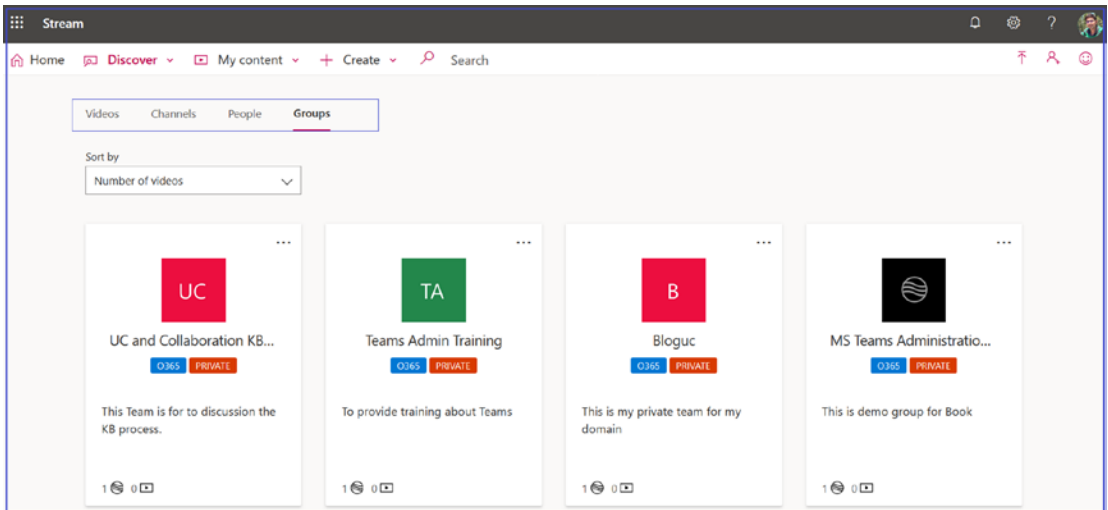 Stream ?
Home Discover My content Create Search
Videos Channels People Groups
Sort by
Number of videos
UC TA B
UC and Collaboration KB... Teams Admin Training Bloguc MS Teams Administratio...
O365 PRIVATE O365 PRIVATE O365 PRIVATE O365 PRIVATE
This Team is for to discussion the To provide training about Teams This is my private team for my This is demo group for Book
KB process. domain
1 0 1 0 1 0 1 0